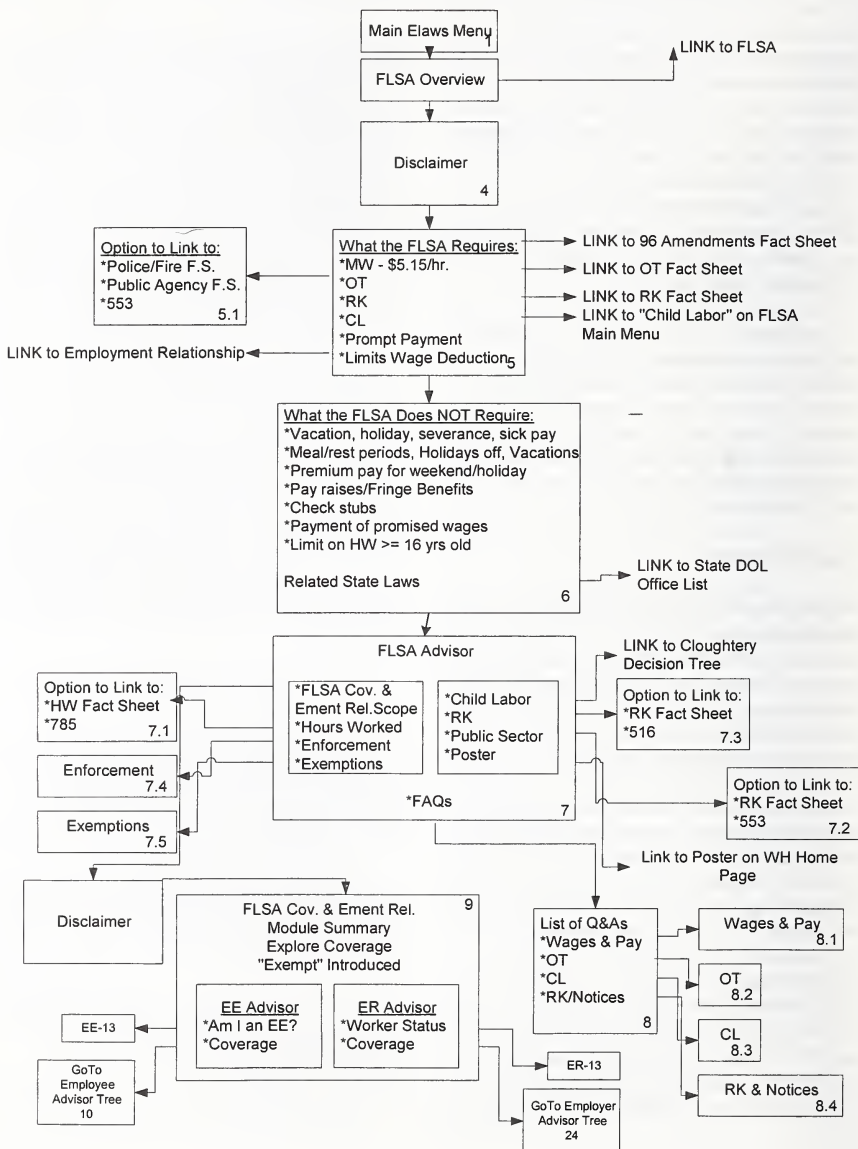 Main Elaws Menu
1
LINK to FLSA
FLSA Overview
Disclaimer
4
Option to Link to:
*Police/Fire F.S.
*Public Agency F.S.
*553
5.1
What the FLSA Requires:
*MW - $5.15/hr.
*OT
*RK
*CL
*Prompt Payment
*Limits Wage Deduction
5
LINK to 96 Amendments Fact Sheet
LINK to OT Fact Sheet
LINK to RK Fact Sheet
LINK to "Child Labor" on FLSA
Main Menu
LINK to Employment Relationship
What the FLSA Does NOT Require:
*Vacation, holiday, severance, sick pay
*Meal/rest periods, Holidays off, Vacations
*Premium pay for weekend/holiday
*Pay raises/Fringe Benefits
*Check stubs
*Payment of promised wages
*Limit on HW >= 16 yrs old
Related State Laws
6
LINK to State DOL
Office List
FLSA Advisor
*FLSA Cov. &
Ement Rel.Scope
*Hours Worked
*Enforcement
*Exemptions
*Child Labor
*RK
*Public Sector
*Poster
*FAQs
7
Option to Link to:
*HW Fact Sheet
*785
7.1
Enforcement
7.4
Exemptions
7.5
LINK to Cloughtery
Decision Tree
Option to Link to:
*RK Fact Sheet
*516
7.3
Option to Link to:
*RK Fact Sheet
*553
7.2
Link to Poster on WH Home
Page
Disclaimer
FLSA Cov. & Ement Rel.
9
Module Summary
Explore Coverage
"Exempt" Introduced
EE Advisor
*Am I an EE?
*Coverage
ER Advisor
*Worker Status
*Coverage
EE-13
GoTo
Employee
Advisor Tree
10
ER-13
GoTo Employer
Advisor Tree
24
List of Q&As
*Wages & Pay
*OT
*CL
*RK/Notices
8
Wages & Pay
8.1
OT
8.2
CL
8.3
RK & Notices
8.4